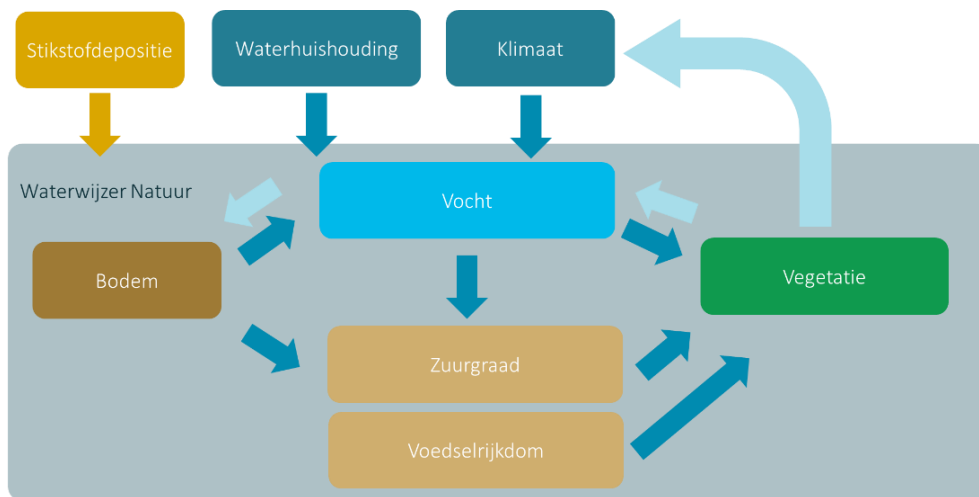 Stikstofdepositie
Waterhuishouding
Klimaat
Waterwijzer Natuur
Vocht
Bodem
Vegetatie
Zuurgraad
Voedselrijkdom